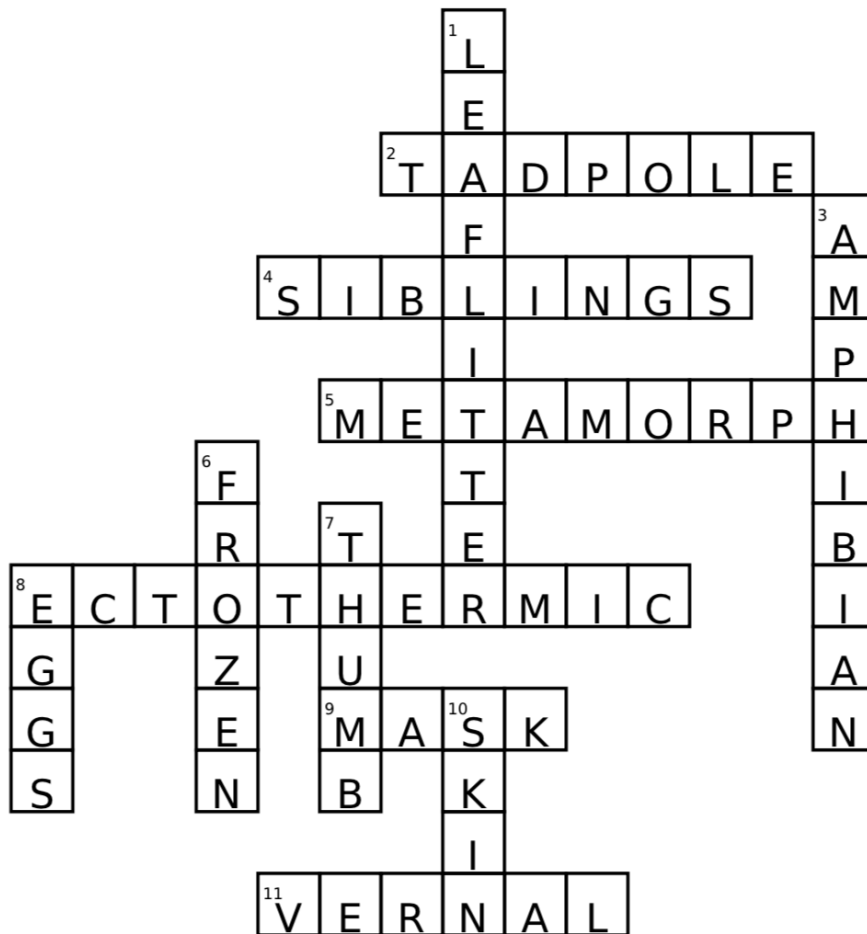 1 L
E
2 T A D P O L E
F 3 A
4 S I B L I N G S M
I P
5 M E T A M O R P H
6 F T I
R 7 T E B
8 E C T O T H E R M I C I
G Z U A
G E 9 M A 10 S K N
S N B K
I
11 V E R N A L